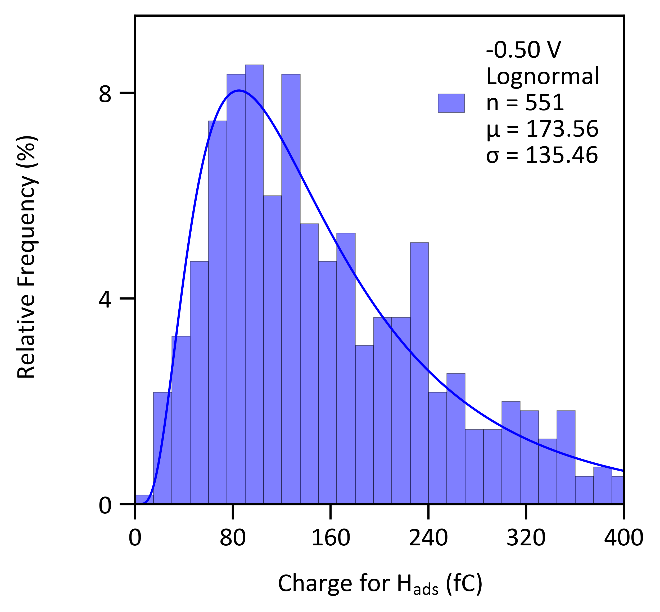 -0.50 V
Lognormal
n = 551
μ = 173.56
σ = 135.46
Relative Frequency (%)
8
4
0
0 80 160 240 320 400
Charge for Hads (fC)